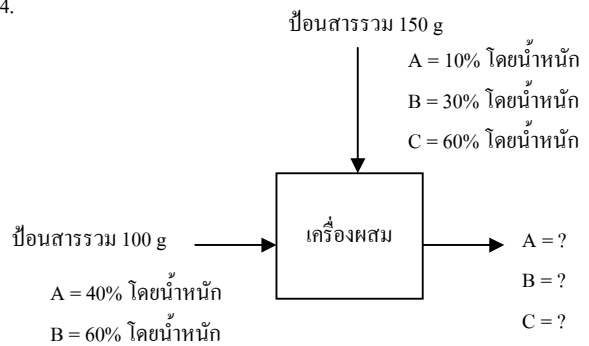 4.
ป้อนสารรวม 150 g
A = 10% โดยน้ำหนัก
B = 30% โดยน้ำหนัก
C = 60% โดยน้ำหนัก
เครื่องผสม
ป้อนสารรวม 100 g
A = 40% โดยน้ำหนัก
B = 60% โดยน้ำหนัก
A = ?
B = ?
C = ?